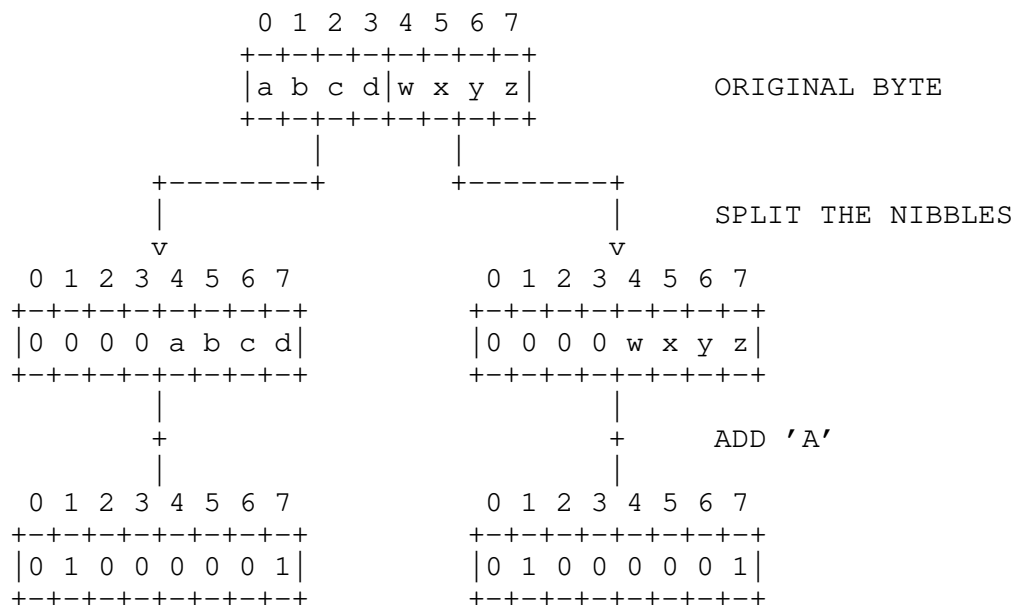 0 1 2 3 4 5 6 7
+-+-+-+-+-+-+-+-+
|a b c d|w x y z| ORIGINAL BYTE
+-+-+-+-+-+-+-+-+
| |
+--------+ +--------+
| | SPLIT THE NIBBLES
v v
0 1 2 3 4 5 6 7 0 1 2 3 4 5 6 7
+-+-+-+-+-+-+-+-+ +-+-+-+-+-+-+-+-+
|0 0 0 0 a b c d| |0 0 0 0 w x y z|
+-+-+-+-+-+-+-+-+ +-+-+-+-+-+-+-+-+
| |
+ + ADD 'A'
| |
0 1 2 3 4 5 6 7 0 1 2 3 4 5 6 7
+-+-+-+-+-+-+-+-+ +-+-+-+-+-+-+-+-+
|0 1 0 0 0 0 0 1| |0 1 0 0 0 0 0 1|
+-+-+-+-+-+-+-+-+ +-+-+-+-+-+-+-+-+